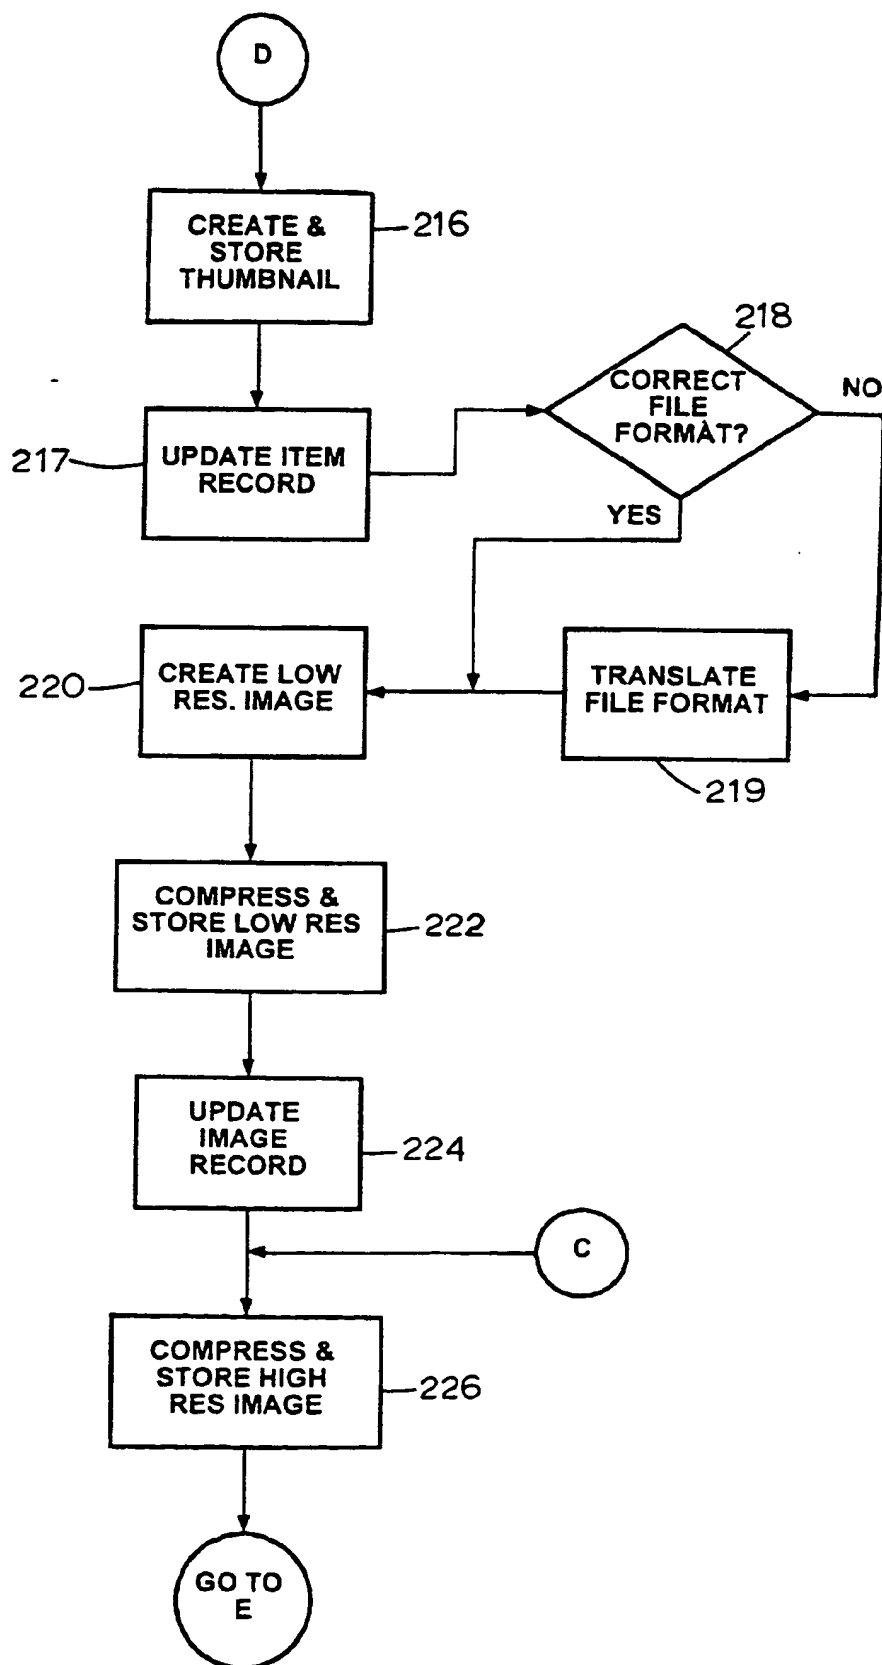 D
CREATE &
STORE
THUMBNAIL
216
217
UPDATE ITEM
RECORD
218
CORRECT
FILE
FORMAT?
NO
YES
220
CREATE LOW
RES. IMAGE
TRANSLATE
FILE FORMAT
219
COMPRESS &
STORE LOW RES
IMAGE
222
UPDATE
IMAGE
RECORD
224
C
COMPRESS &
STORE HIGH
RES IMAGE
226
GO TO
E